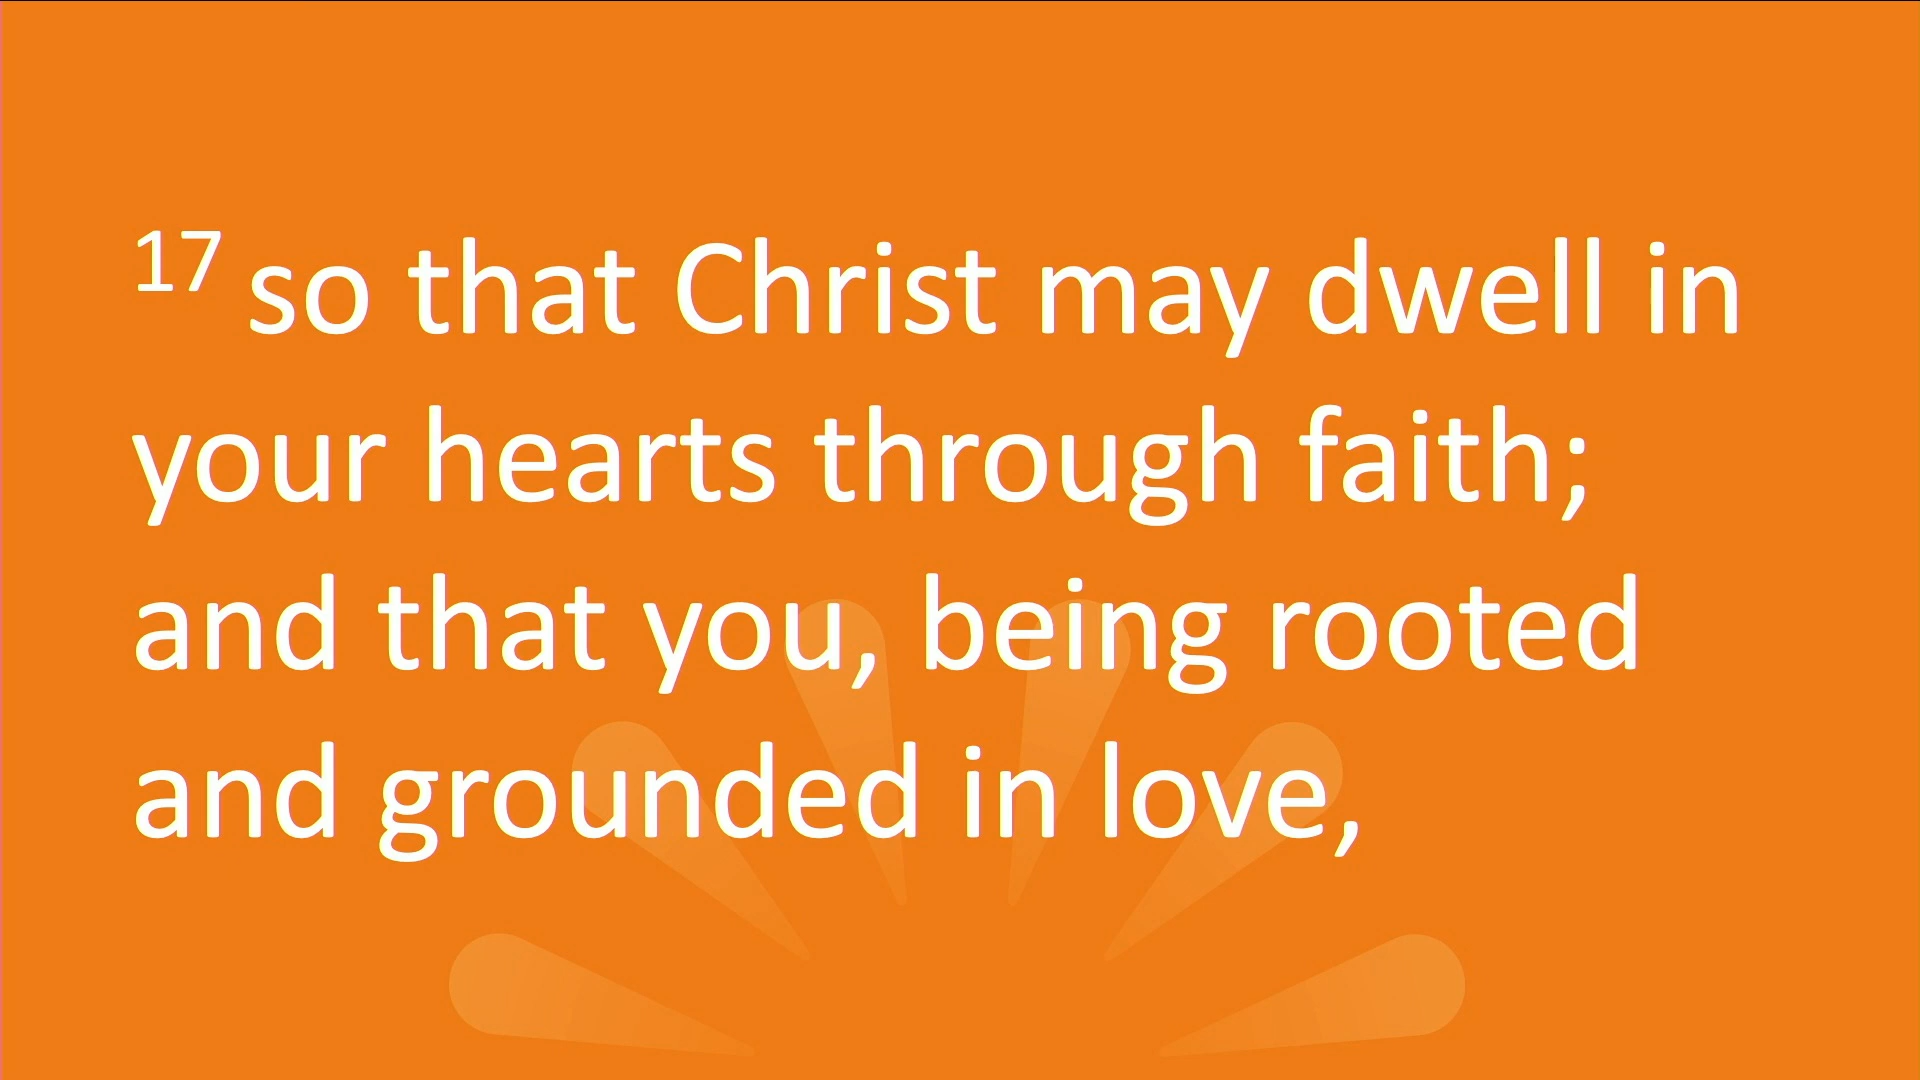 17 so that Christ may dwell in
your hearts through faith;
and that you, being rooted
and grounded in love,